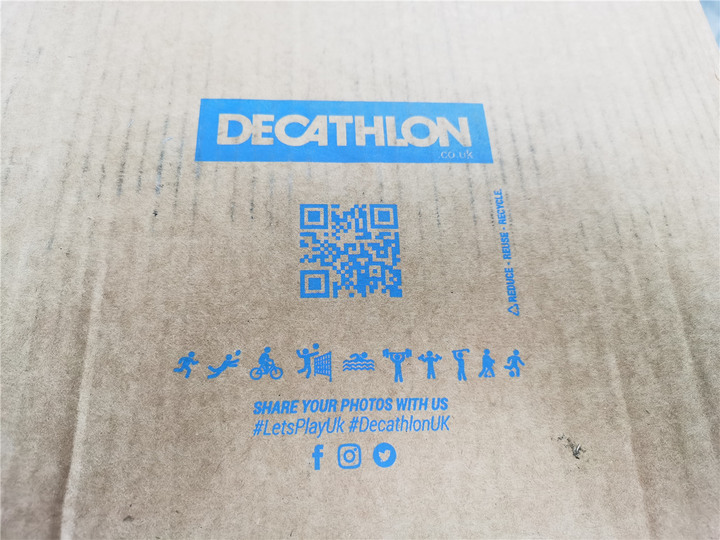 DECATHLON
.co.uk
REDUCE - REUSE - RECYCLE
SHARE YOUR PHOTOS WITH US
#LetsPlayUk #DecathlonUK